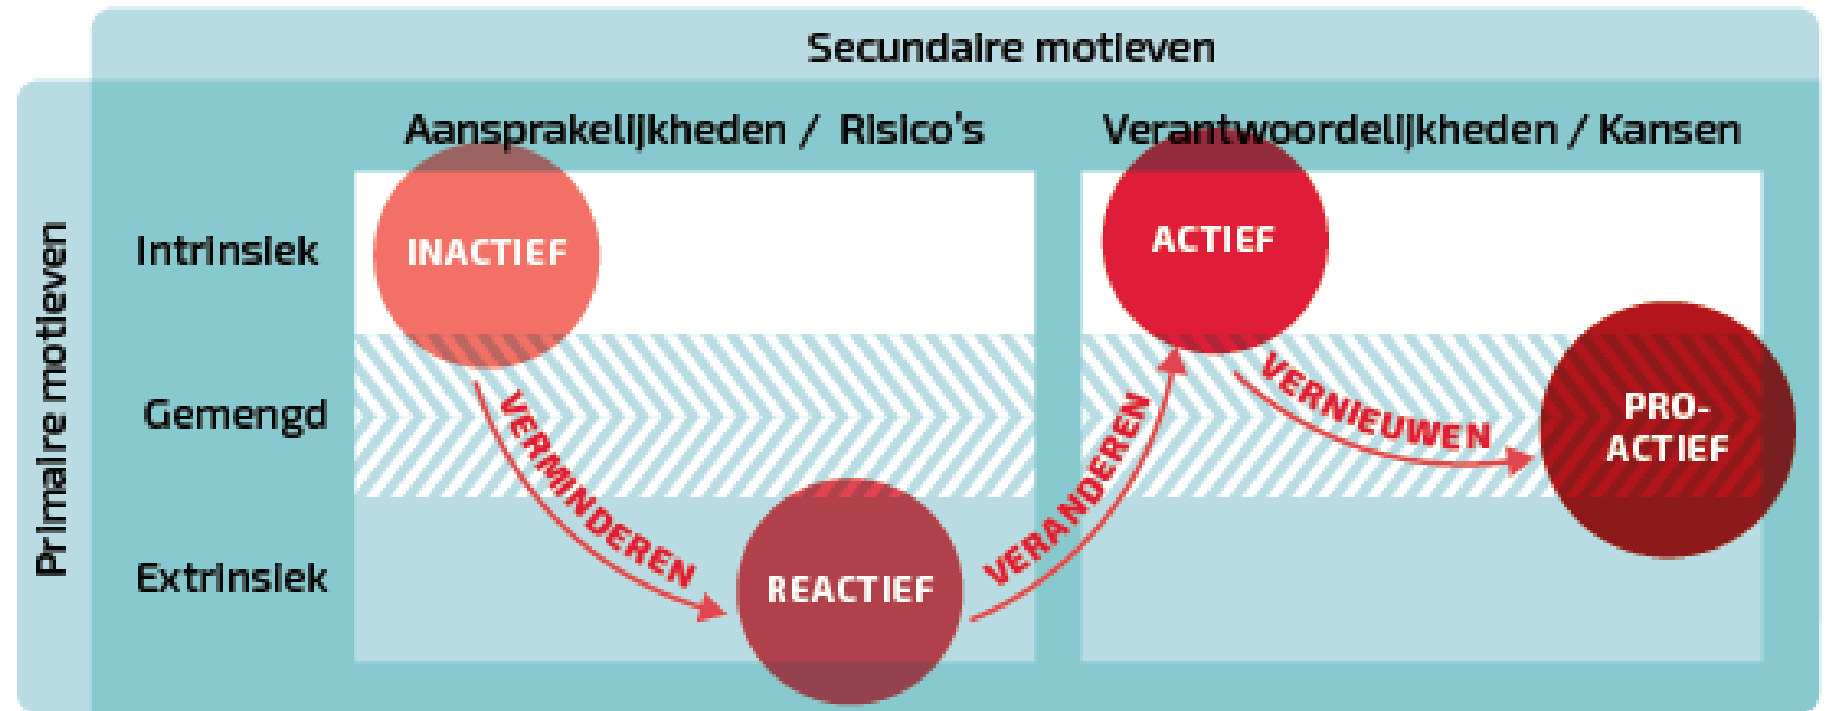 Secundaire motieven
Aansprakelijkheden / Risico's
Verantwoordelijkheden / Kansen
Primaire motieven
Intrinsiek
INACTIEF
ACTIEF
Gemengd
VERMINDEREN
VERANDEREN
VERNIEUWEN
PRO-
ACTIEF
Extrinsiek
REACTIEF